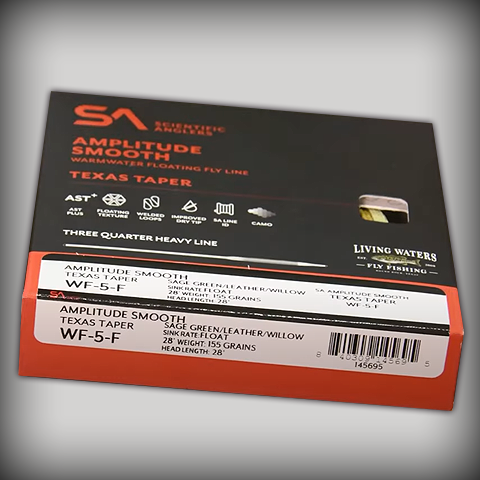 SA
SCIENTIFIC
ANGLERS
AMPLITUDE
SMOOTH
WARMWATER FLOATING FLY LINE
TEXAS TAPER
AST+
AST PLUS
FLOATING TEXTURE
WELDED LOOPS
IMPROVED DRY TIP
SA LINE ID
CAMO
THREE QUARTER HEAVY LINE
LIVING WATERS
FLY FISHING
AMPLITUDE SMOOTH
TEXAS TAPER
WF-5-F
SAGE GREEN/LEATHER/WILLOW
SINK RATE:FLOAT
28' WEIGHT: 155 GRAINS
HEAD LENGTH: 28'
SA AMPLITUDE SMOOTH
TEXAS TAPER
WF-5-F
AMPLITUDE SMOOTH
TEXAS TAPER
WF-5-F
SAGE GREEN/LEATHER/WILLOW
SINK RATE:FLOAT
28' WEIGHT: 155 GRAINS
HEAD LENGTH: 28'
145695